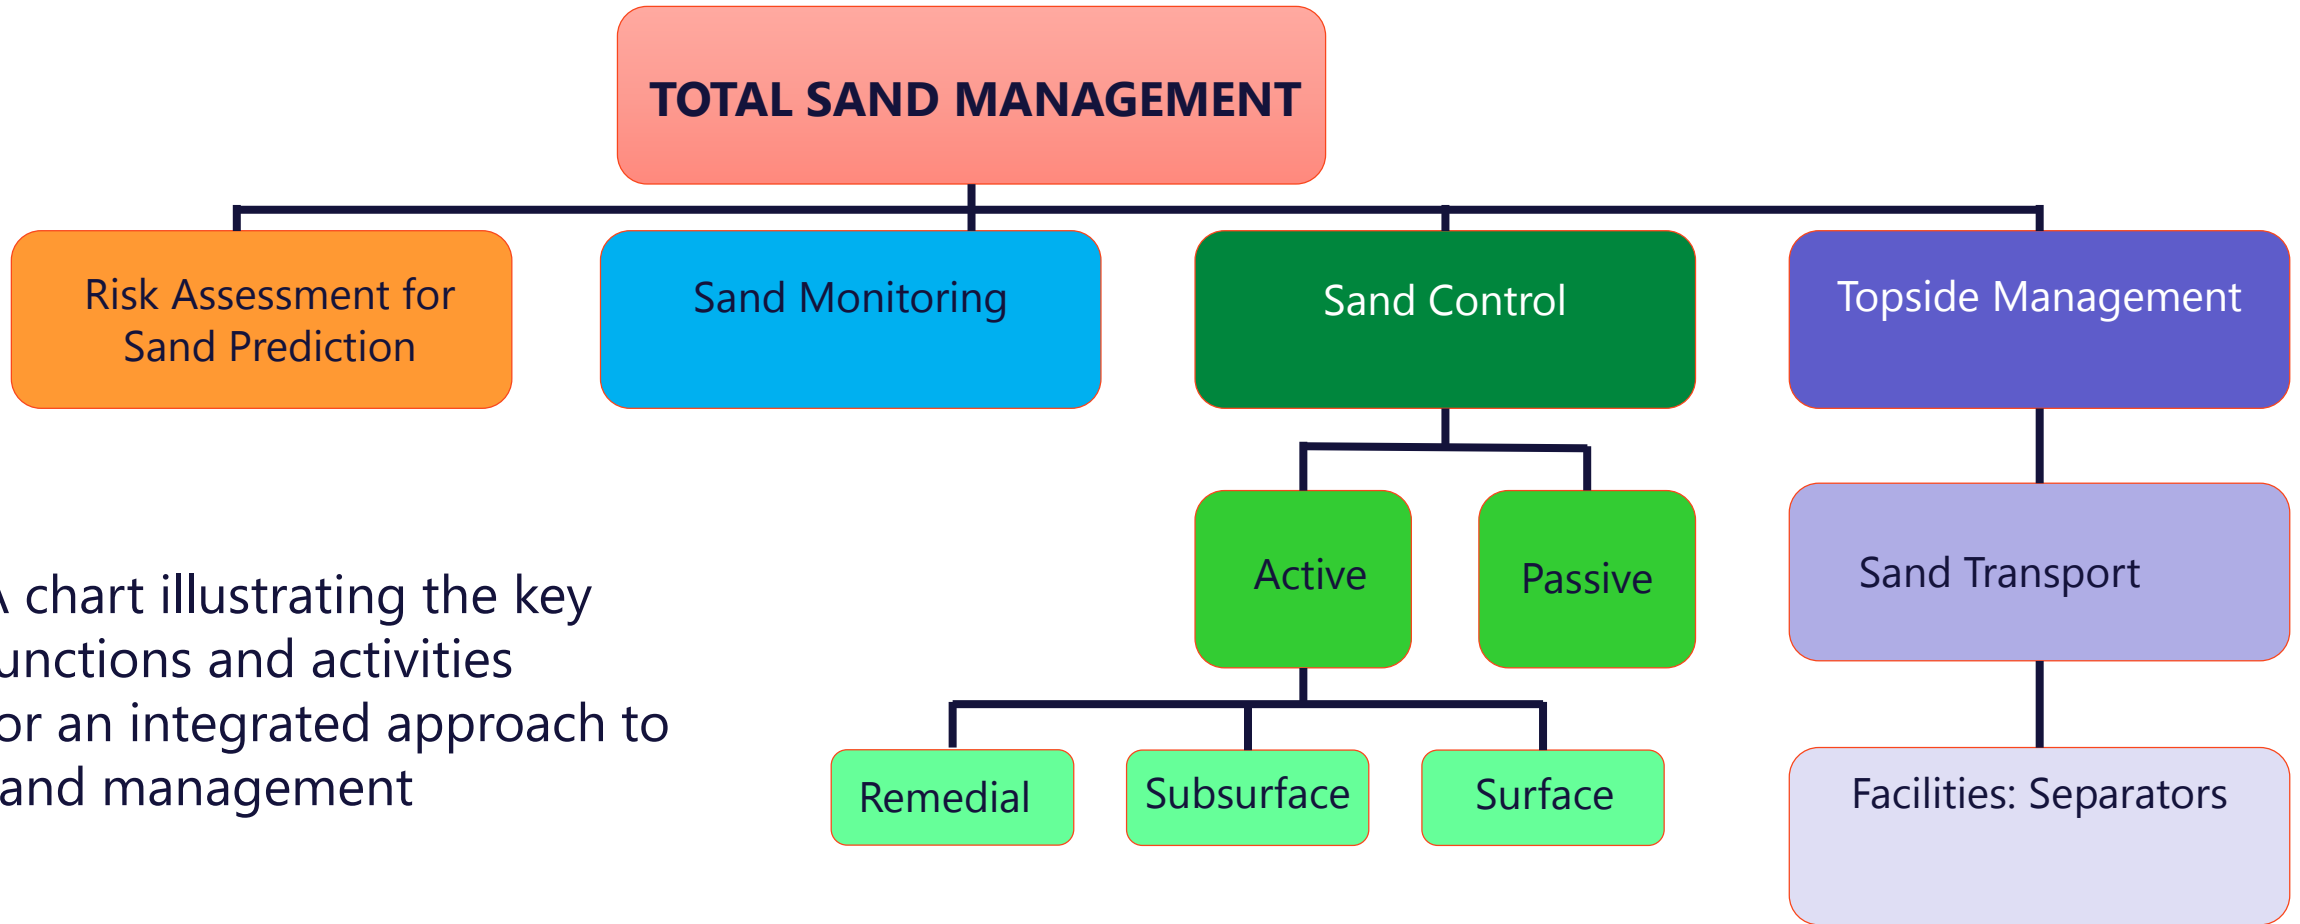 TOTAL SAND MANAGEMENT
Risk Assessment for
Sand Prediction
Sand Monitoring
Sand Control
Topside Management
Active
Passive
Sand Transport
Remedial
Subsurface
Surface
Facilities: Separators
A chart illustrating the key
unctions and activities
or an integrated approach to
and management